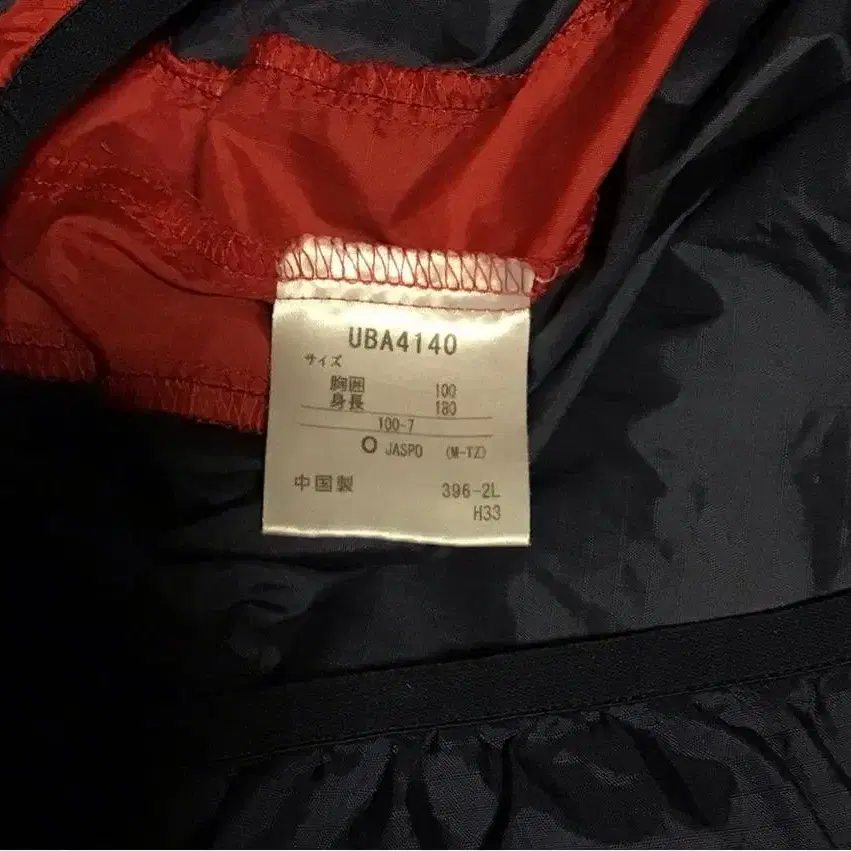 UBA4140
サイズ
胸囲 100
身長 180
100-7
O JASPO (M-TZ)
中国製 396-2L
H33